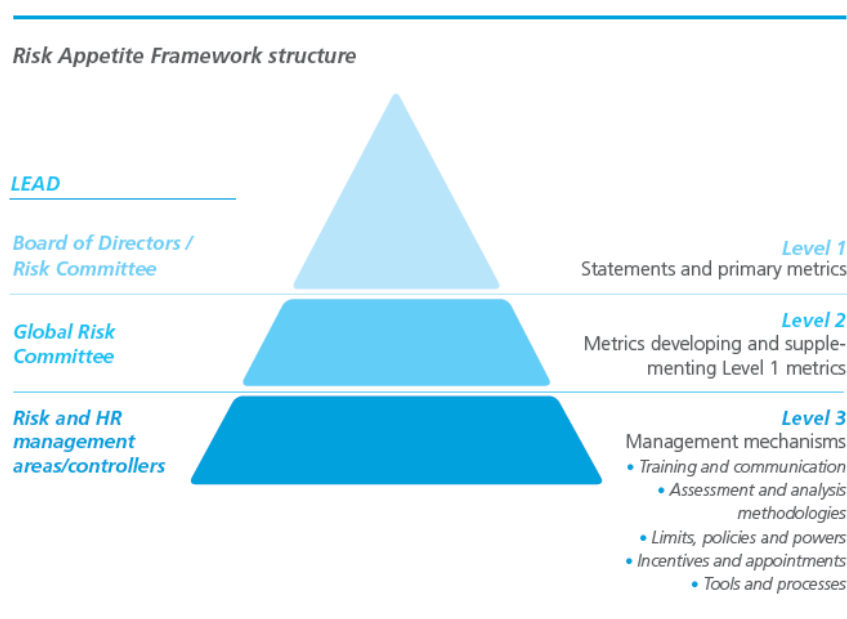 Risk Appetite Framework structure
LEAD
Board of Directors /
Risk Committee
Level 1
Statements and primary metrics
Global Risk
Committee
Level 2
Metrics developing and supple-
menting Level 1 metrics
Risk and HR
management
areas/controllers
Level 3
Management mechanisms
• Training and communication
• Assessment and analysis
methodologies
• Limits, policies and powers
• Incentives and appointments
• Tools and processes